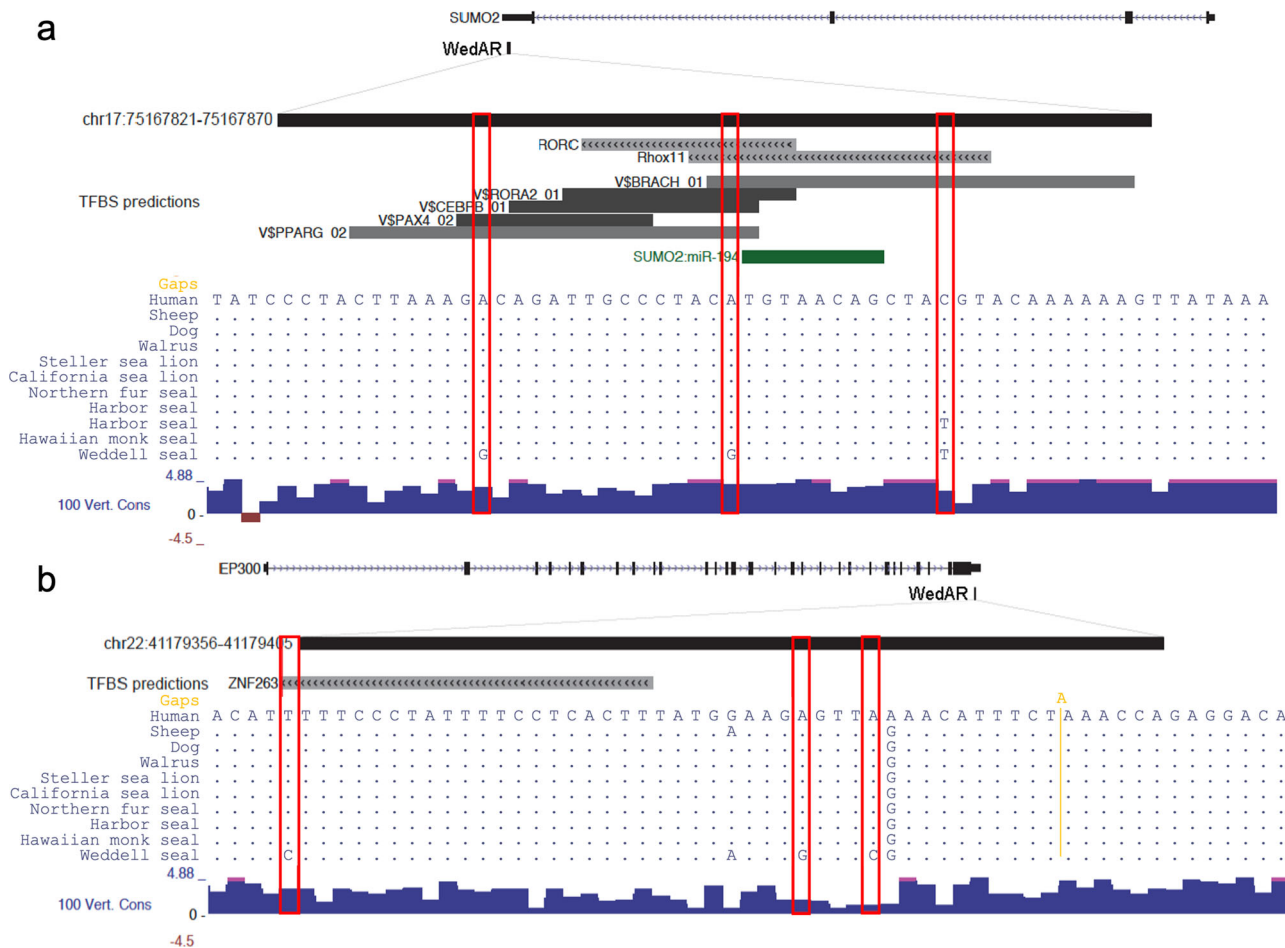 a
SUMO2
WedAR
chr17:75167821-75167870
RORC
Rhox11
V$BRACH_01
TFBS predictions
V$RORA2_01
V$CEBPB_01
V$PAX4_02
V$PPARG_02
SUMO2:miR-194
Gaps
Human T A T C C C T A C T T A A A G A C A G A T T G C C C T A C A T G T A A C A G C T A C G T A C A A A A A A G T T A T A A A
Sheep
Dog
Walrus
Steller sea lion
California sea lion
Northern fur seal
Harbor seal
Harbor seal T
Hawaiian monk seal
Weddell seal G G T
4.88 _
100 Vert. Cons
0 -
-4.5 _
b
EP300
WedAR
chr22:41179356-41179405
TFBS predictions ZNF263
Gaps A
Human A C A T T T T T C C C T A T T T T C C T C A C T T T A T G G A A G A G T T A A A A C A T T T C T A A A C C A G A G G A C A
Sheep A G
Dog G
Walrus G
Steller sea lion G
California sea lion G
Northern fur seal G
Harbor seal G
Hawaiian monk seal G
Weddell seal C A G C G
4.88 _
100 Vert. Cons
0 -
-4.5